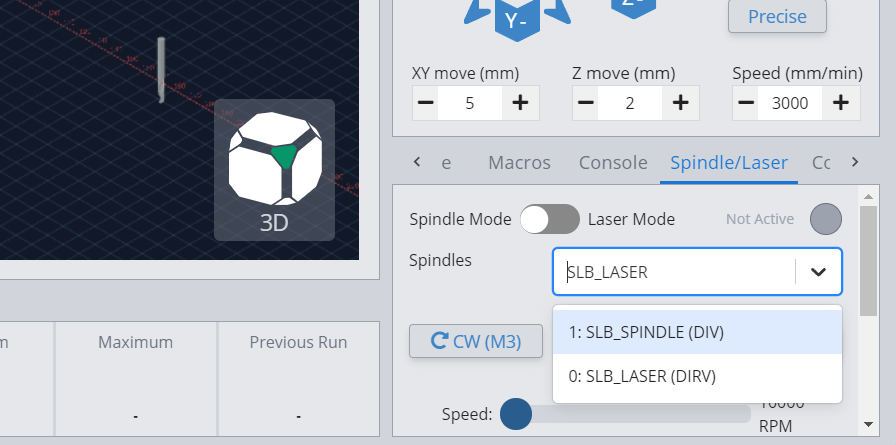 Y-
Z-
Precise
XY move (mm)
Z move (mm)
Speed (mm/min)
5
2
3000
e
Macros
Console
Spindle/Laser
Cc
3D
Spindle Mode
Laser Mode
Not Active
Spindles
SLB_LASER
1: SLB_SPINDLE (DIV)
0: SLB_LASER (DIRV)
CW (M3)
m
Maximum
Previous Run
-
-
Speed:
10000
RPM